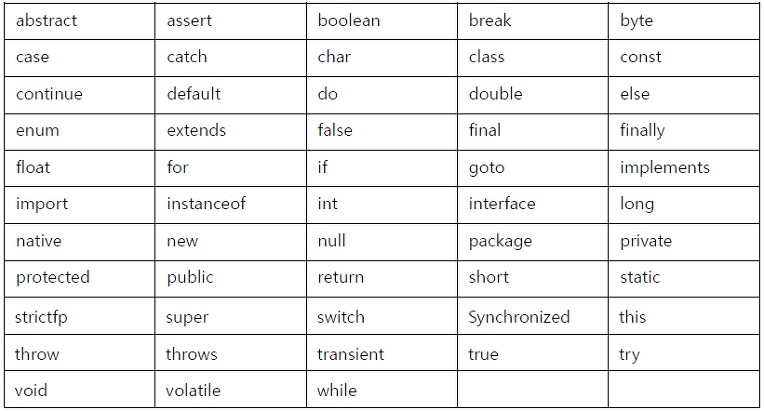 abstract assert boolean break byte
case catch char class const
continue default do double else
enum extends false final finally
float for if goto implements
import instanceof int interface long
native new null package private
protected public return short static
strictfp super switch Synchronized this
throw throws transient true try
void volatile while